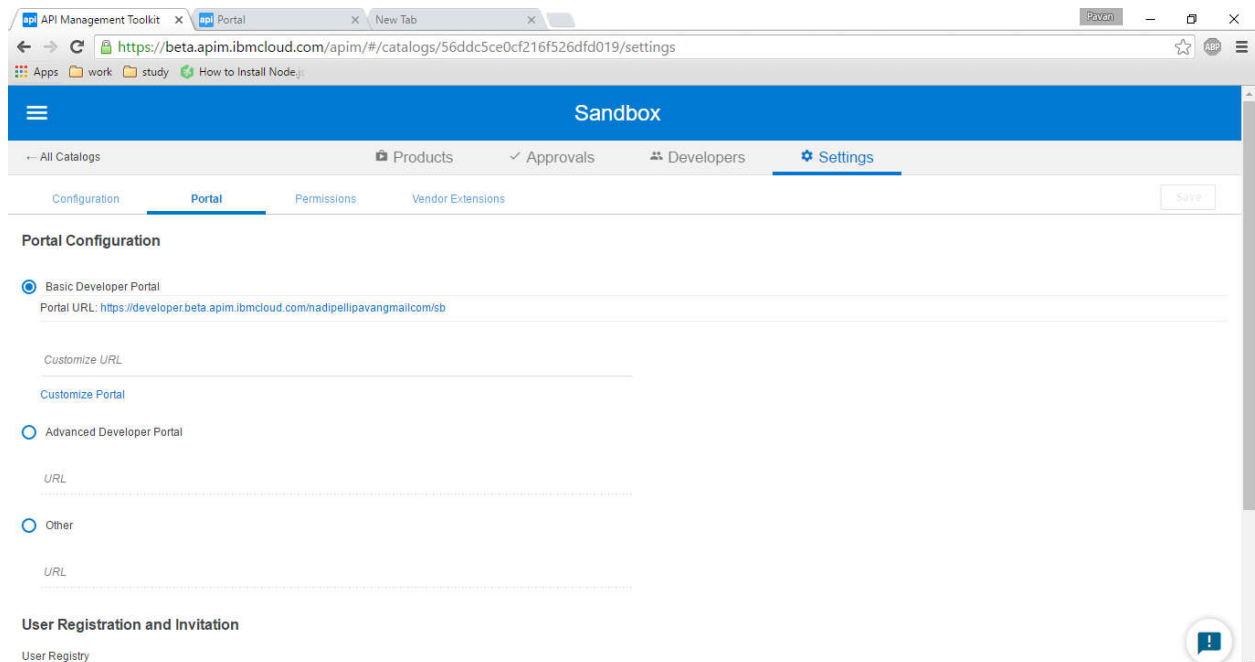 api API Management Toolkit
api Portal
New Tab
Pavan
https://beta.apim.ibmcloud.com/apim/#/catalogs/56ddc5ce0cf216f526dfd019/settings
ABP
Apps work study How to Install Node.js
Sandbox
← All Catalogs Products Approvals Developers Settings
Configuration Portal Permissions Vendor Extensions Save
Portal Configuration
Basic Developer Portal
Portal URL: https://developer.beta.apim.ibmcloud.com/nadipellipavangmailcom/sb
Customize URL
Customize Portal
Advanced Developer Portal
URL
Other
URL
User Registration and Invitation
User Registry